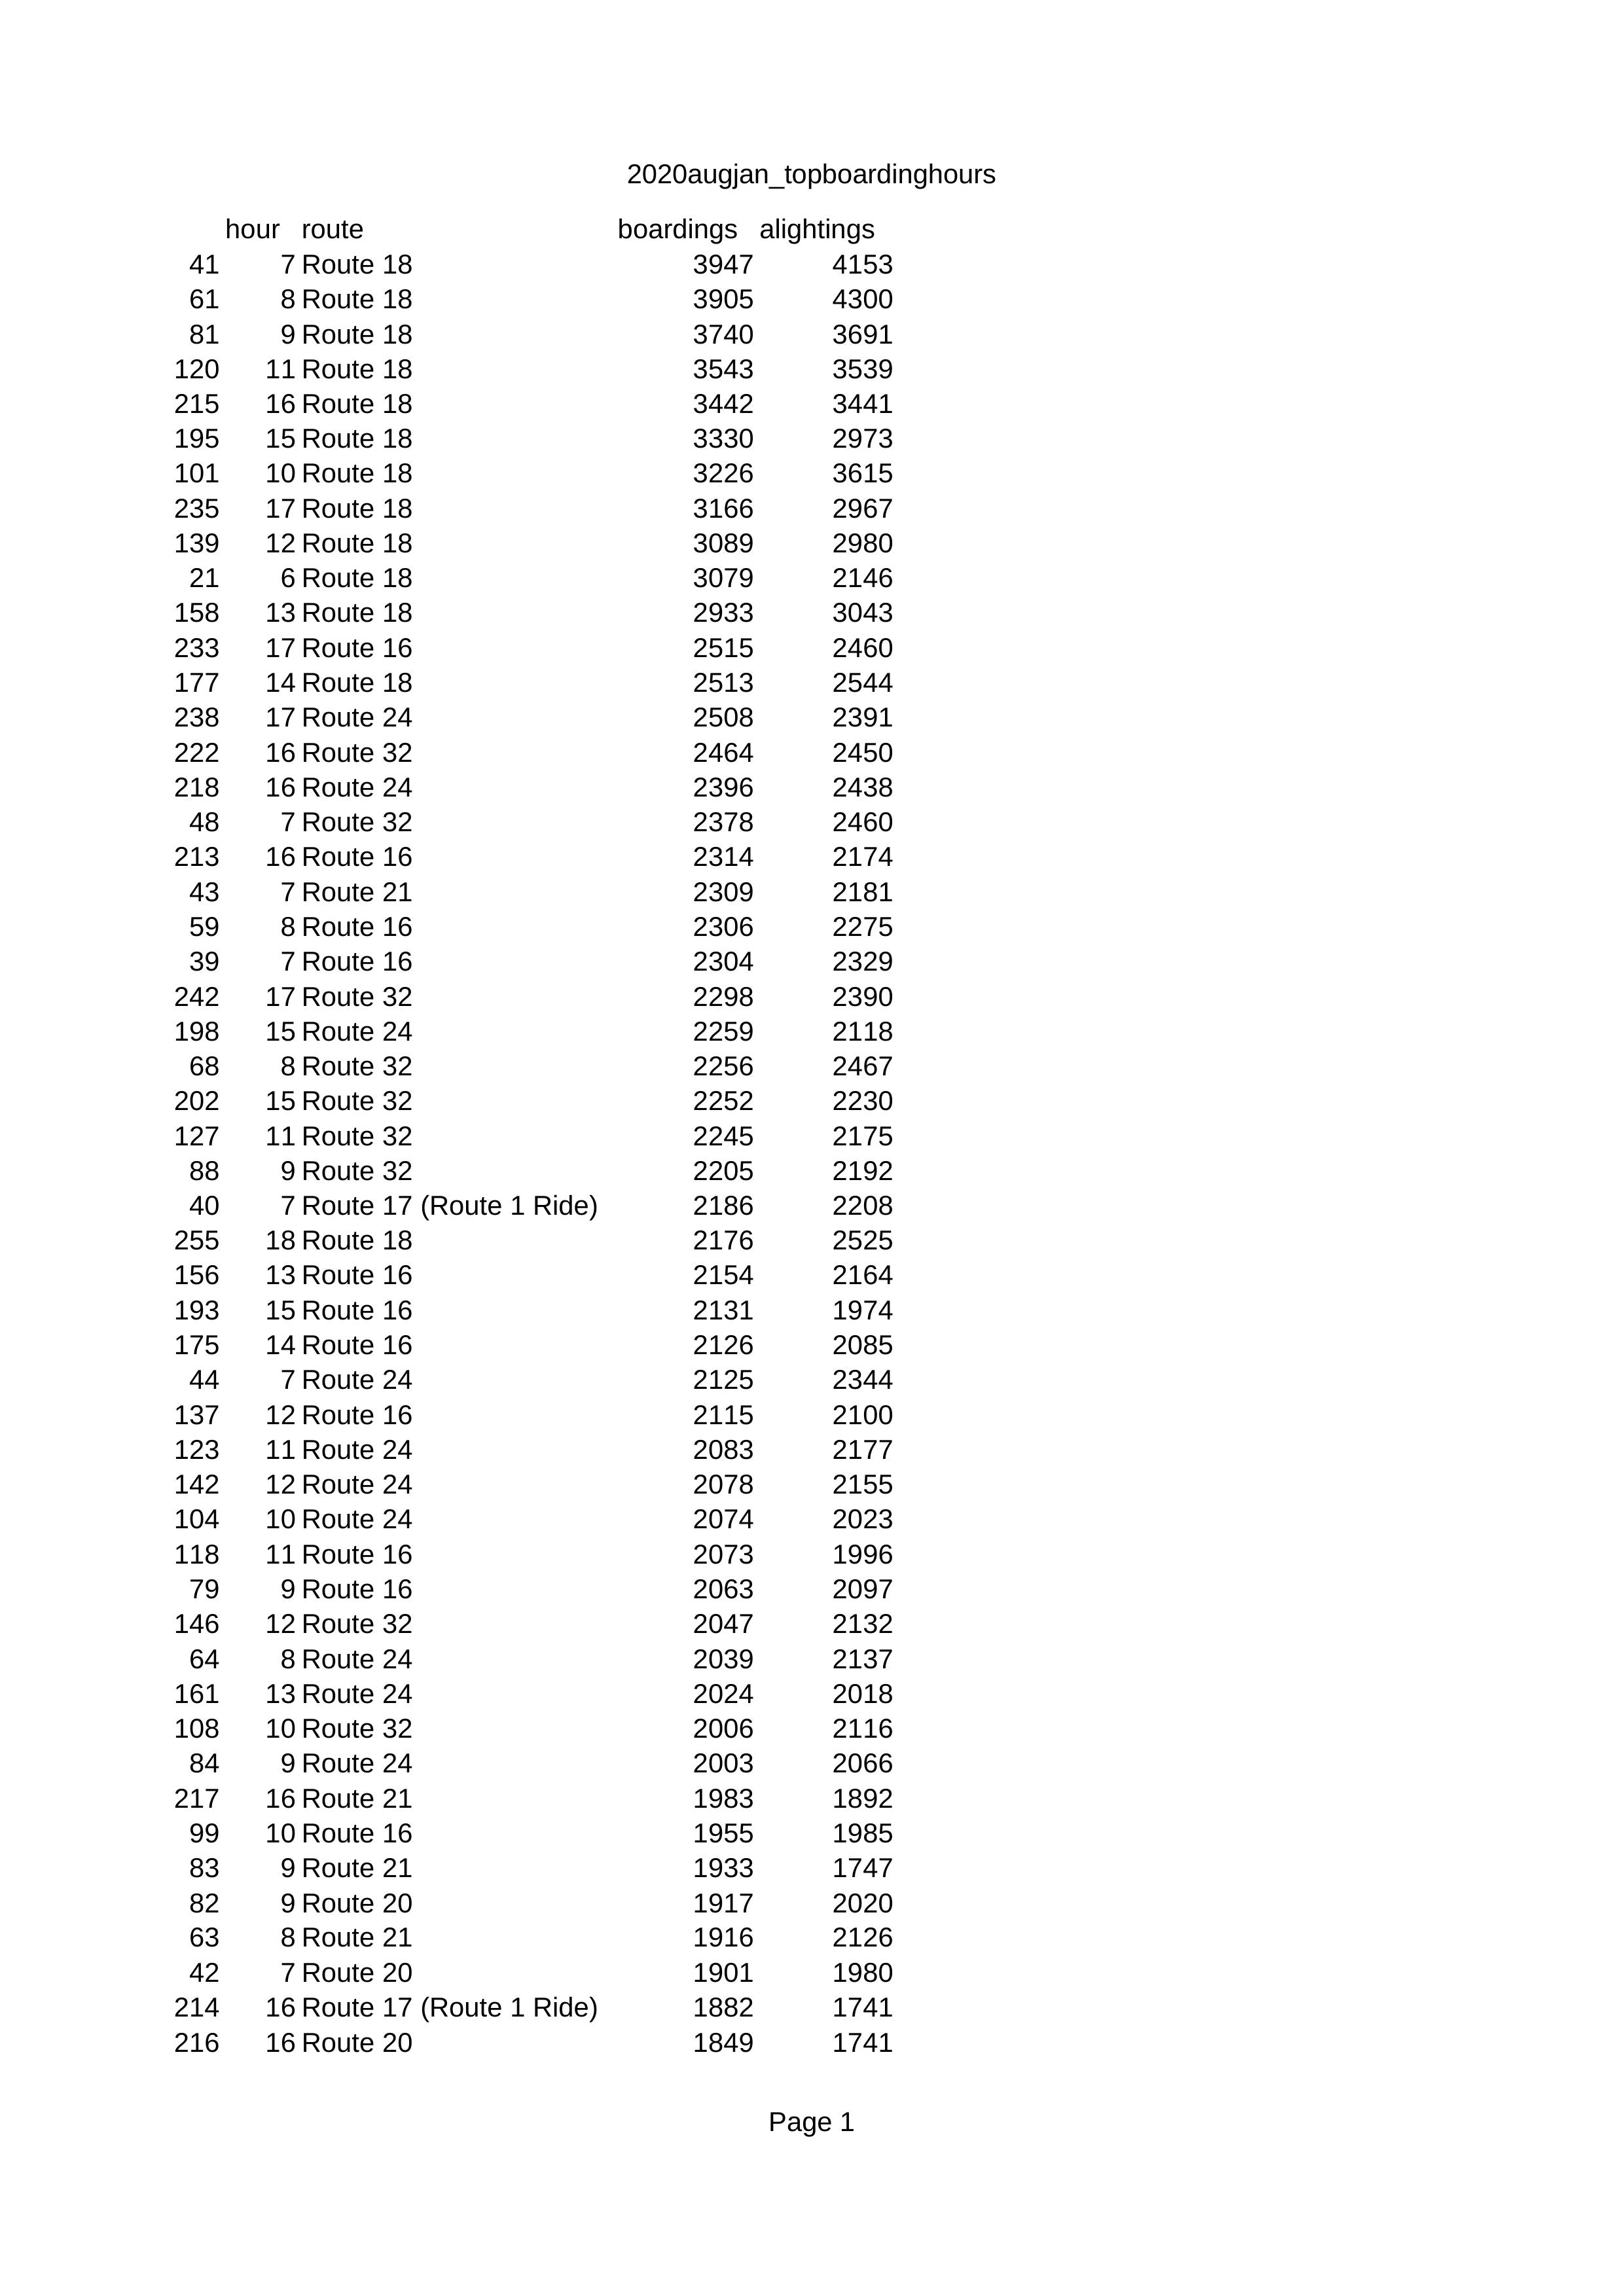 2020augjan_topboardinghours
hour route boardings alightings
41 7 Route 18 3947 4153
61 8 Route 18 3905 4300
81 9 Route 18 3740 3691
120 11 Route 18 3543 3539
215 16 Route 18 3442 3441
195 15 Route 18 3330 2973
101 10 Route 18 3226 3615
235 17 Route 18 3166 2967
139 12 Route 18 3089 2980
21 6 Route 18 3079 2146
158 13 Route 18 2933 3043
233 17 Route 16 2515 2460
177 14 Route 18 2513 2544
238 17 Route 24 2508 2391
222 16 Route 32 2464 2450
218 16 Route 24 2396 2438
48 7 Route 32 2378 2460
213 16 Route 16 2314 2174
43 7 Route 21 2309 2181
59 8 Route 16 2306 2275
39 7 Route 16 2304 2329
242 17 Route 32 2298 2390
198 15 Route 24 2259 2118
68 8 Route 32 2256 2467
202 15 Route 32 2252 2230
127 11 Route 32 2245 2175
88 9 Route 32 2205 2192
40 7 Route 17 (Route 1 Ride) 2186 2208
255 18 Route 18 2176 2525
156 13 Route 16 2154 2164
193 15 Route 16 2131 1974
175 14 Route 16 2126 2085
44 7 Route 24 2125 2344
137 12 Route 16 2115 2100
123 11 Route 24 2083 2177
142 12 Route 24 2078 2155
104 10 Route 24 2074 2023
118 11 Route 16 2073 1996
79 9 Route 16 2063 2097
146 12 Route 32 2047 2132
64 8 Route 24 2039 2137
161 13 Route 24 2024 2018
108 10 Route 32 2006 2116
84 9 Route 24 2003 2066
217 16 Route 21 1983 1892
99 10 Route 16 1955 1985
83 9 Route 21 1933 1747
82 9 Route 20 1917 2020
63 8 Route 21 1916 2126
42 7 Route 20 1901 1980
214 16 Route 17 (Route 1 Ride) 1882 1741
216 16 Route 20 1849 1741
Page 1